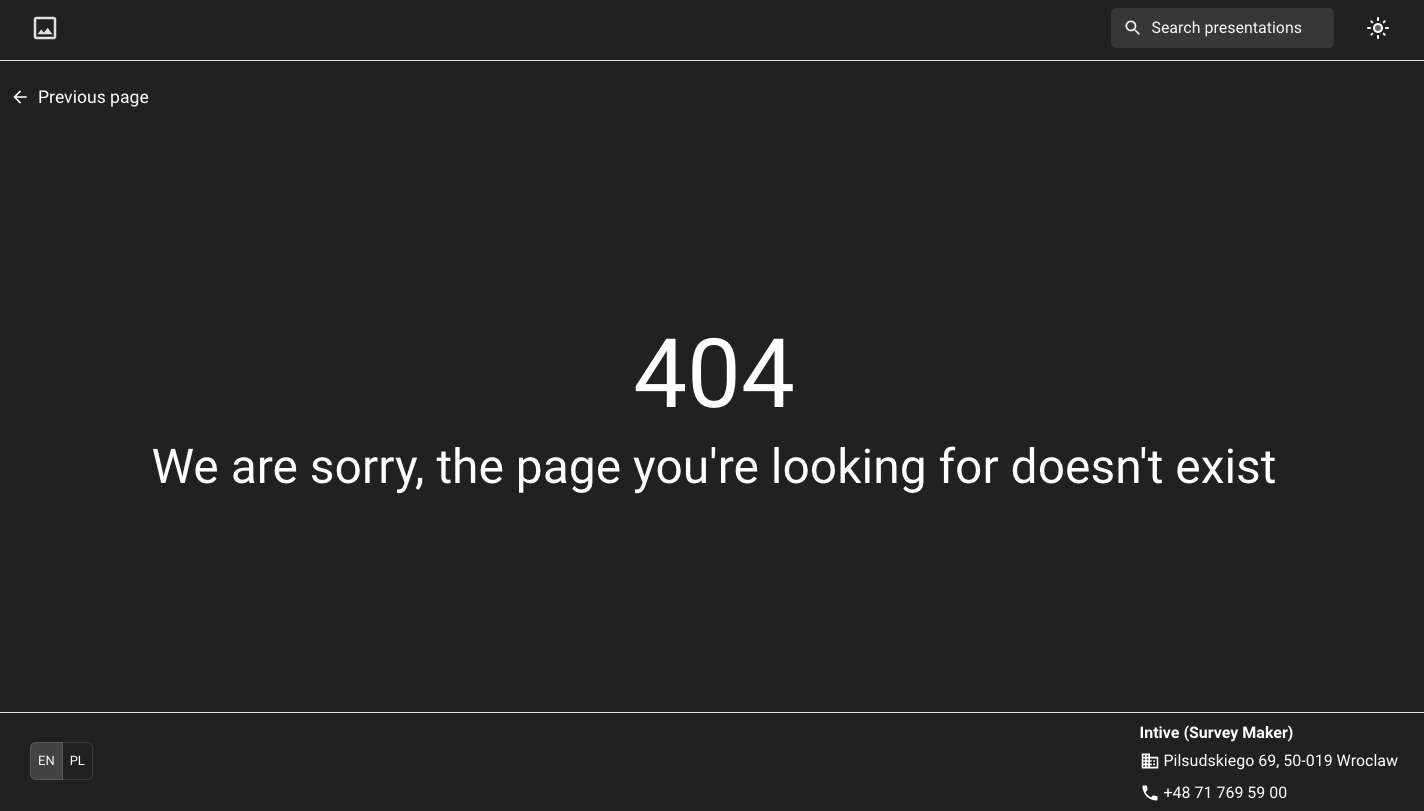 Search presentations
Previous page
404
We are sorry, the page you're looking for doesn't exist
EN PL
Intive (Survey Maker)
Pilsudskiego 69, 50-019 Wroclaw
+48 71 769 59 00